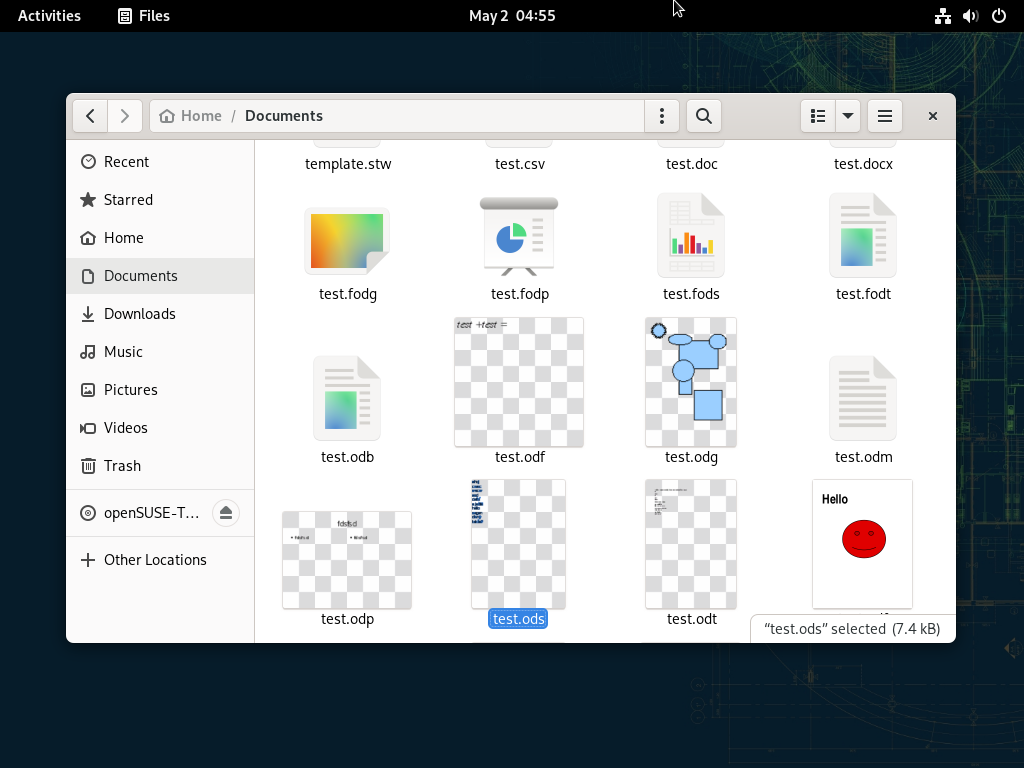 Activities Files May 2 04:55
Home / Documents
Recent
Starred
Home
Documents
Downloads
Music
Pictures
Videos
Trash
openSUSE-T…
Other Locations
template.stw test.csv test.doc test.docx
test.fodg test.fodp test.fods test.fodt
test +test =
test.odb test.odf test.odg test.odm
Hello
test.odp test.ods test.odt
“test.ods” selected (7.4 kB)